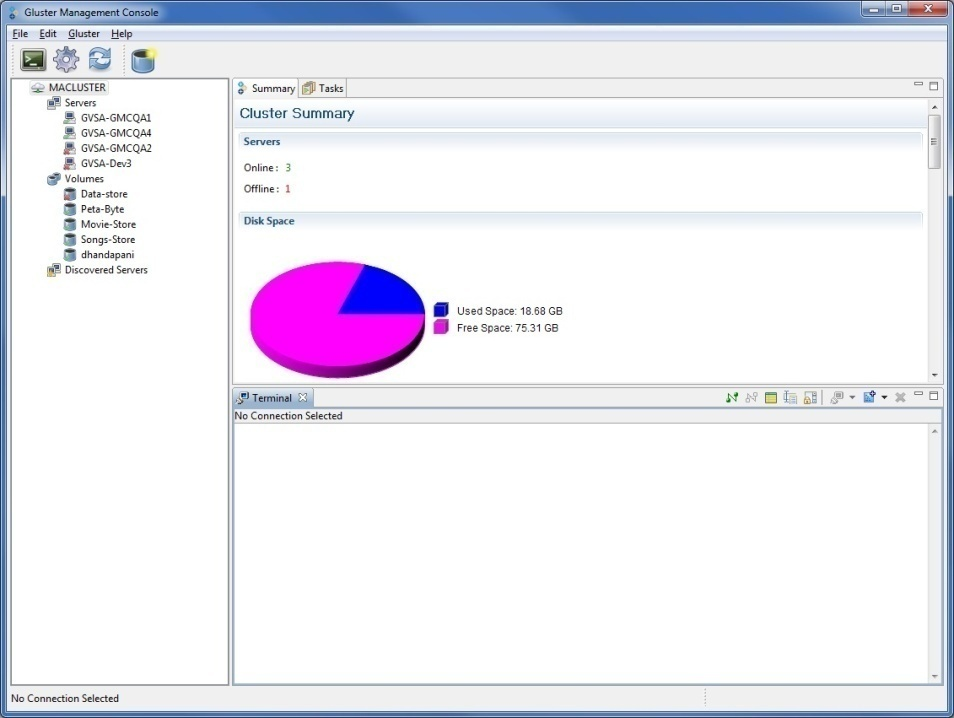 Gluster Management Console
File Edit Gluster Help
MACLUSTER
Servers
GVSA-GMCQA1
GVSA-GMCQA4
GVSA-GMCQA2
GVSA-Dev3
Volumes
Data-store
Peta-Byte
Movie-Store
Songs-Store
dhandapani
Discovered Servers
Summary Tasks
Cluster Summary
Servers
Online : 3
Offline : 1
Disk Space
Used Space: 18.68 GB
Free Space: 75.31 GB
Terminal
No Connection Selected
No Connection Selected